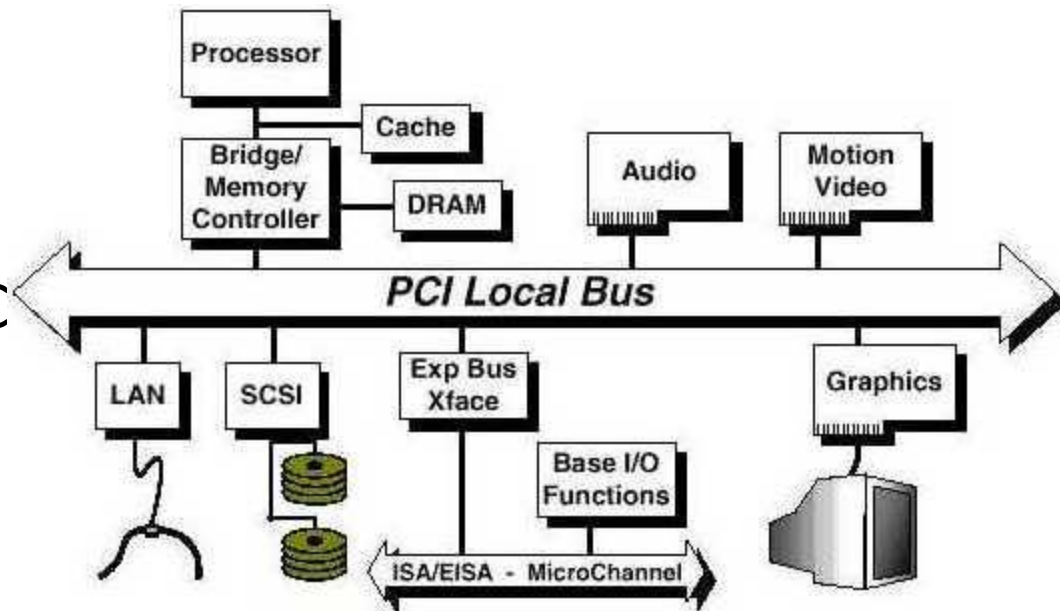 Processor
Cache
Bridge/
Memory
Controller
DRAM
Audio
Motion
Video
PCI Local Bus
LAN
SCSI
Exp Bus
Xface
Graphics
Base I/O
Functions
ISA/EISA - MicroChannel